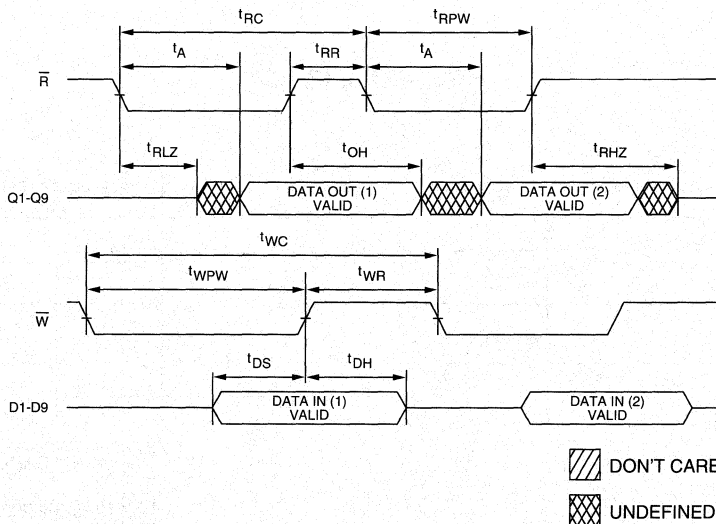 tRC tRPW
tA tRR tA
R̅
tRLZ tOH tRHZ
Q1-Q9 DATA OUT (1) VALID DATA OUT (2) VALID
tWC
tWPW tWR
W̅
tDS tDH
D1-D9 DATA IN (1) VALID DATA IN (2) VALID
DON'T CARE
UNDEFINED